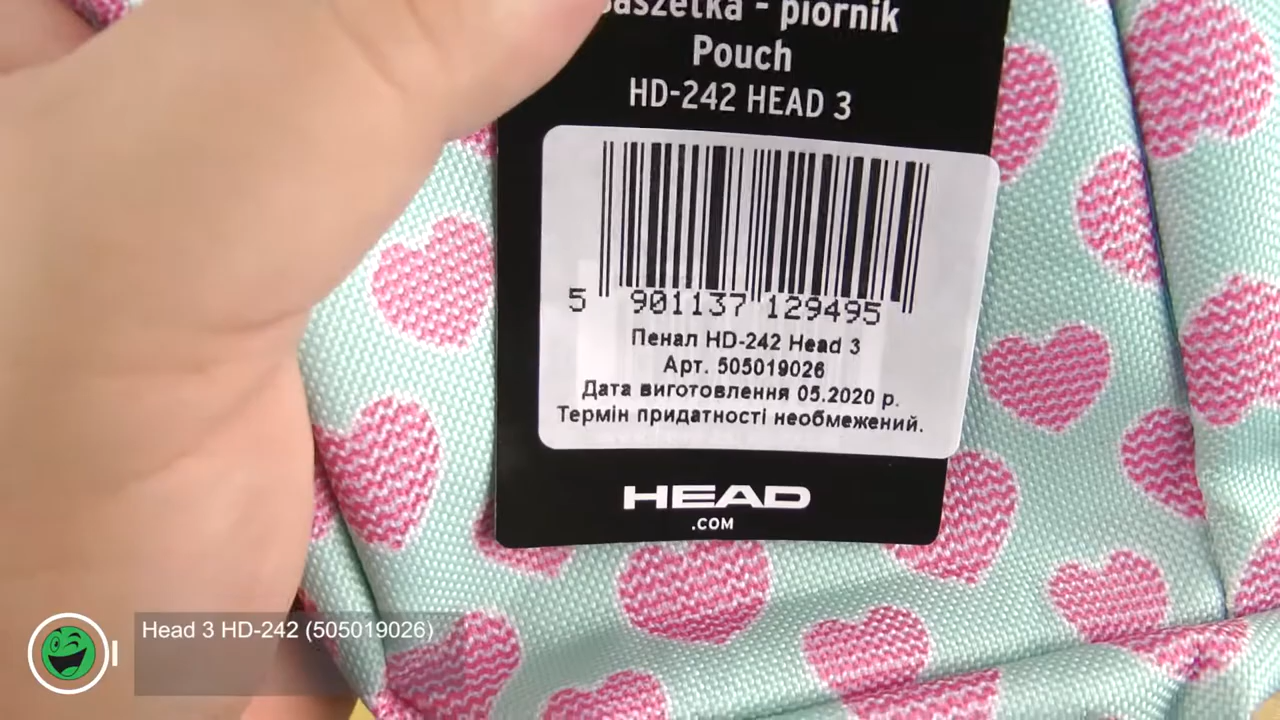 - piornik
Pouch
HD-242 HEAD 3
5 901137 129495
Пенал HD-242 Head 3
Арт. 505019026
Дата виготовлення 05.2020 р.
Термін придатності необмежений.
HEAD
.COM
Head 3 HD-242 (505019026)